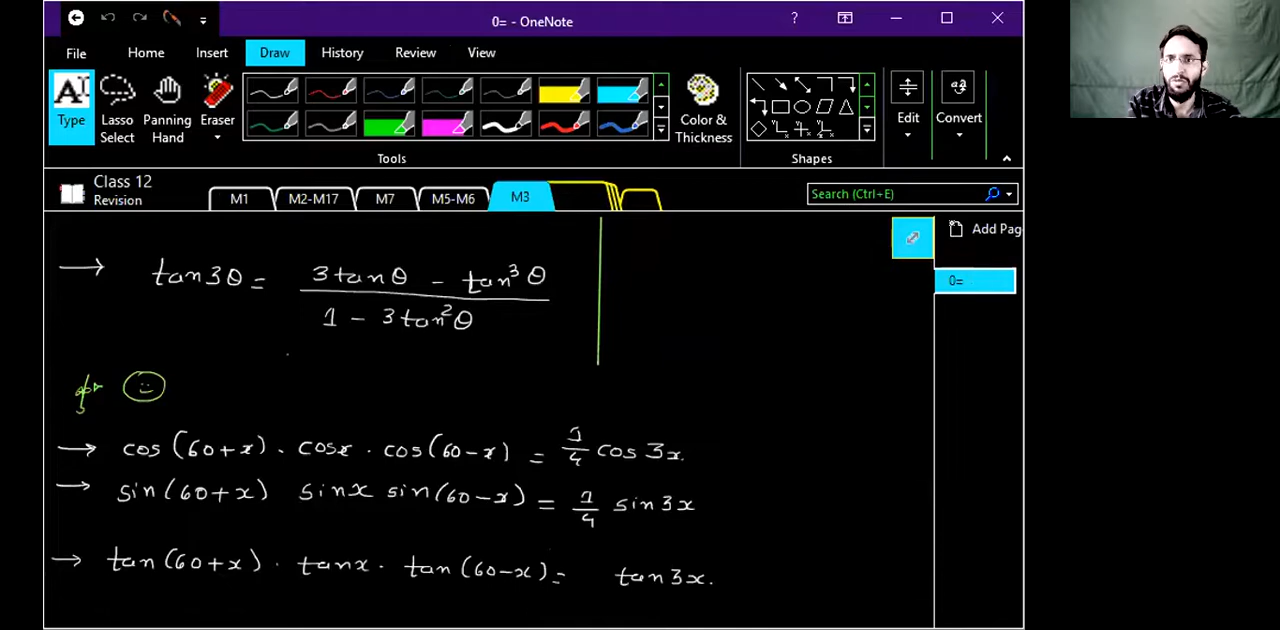 0= - OneNote
?
File Home Insert Draw History Review View
Type
Lasso Select
Panning Hand
Eraser
Color & Thickness
Edit
Convert
Tools
Shapes
Class 12 Revision
M1 M2-M17 M7 M5-M6 M3
Search (Ctrl+E)
Add Pag
0=
→ tan3θ = (3tanθ - tan³θ) / (1 - 3tan²θ)
→ cos(60+x) . cosx . cos(60-x) = 1/4 cos 3x.
→ sin(60+x) sinx sin(60-x) = 1/4 sin3x
→ tan(60+x) . tanx . tan(60-x) = tan3x.